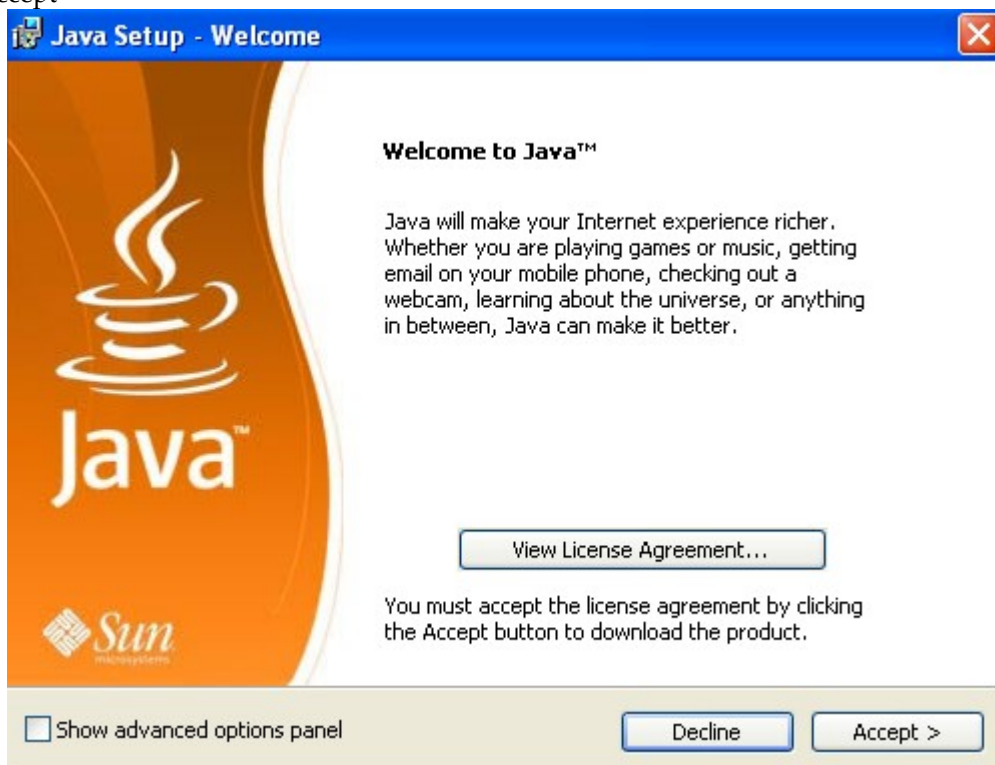 Java Setup - Welcome
Welcome to Java™
Java will make your Internet experience richer.
Whether you are playing games or music, getting
email on your mobile phone, checking out a
webcam, learning about the universe, or anything
in between, Java can make it better.
Java™
View License Agreement...
You must accept the license agreement by clicking
the Accept button to download the product.
Sun
microsystems
Show advanced options panel
Decline
Accept >